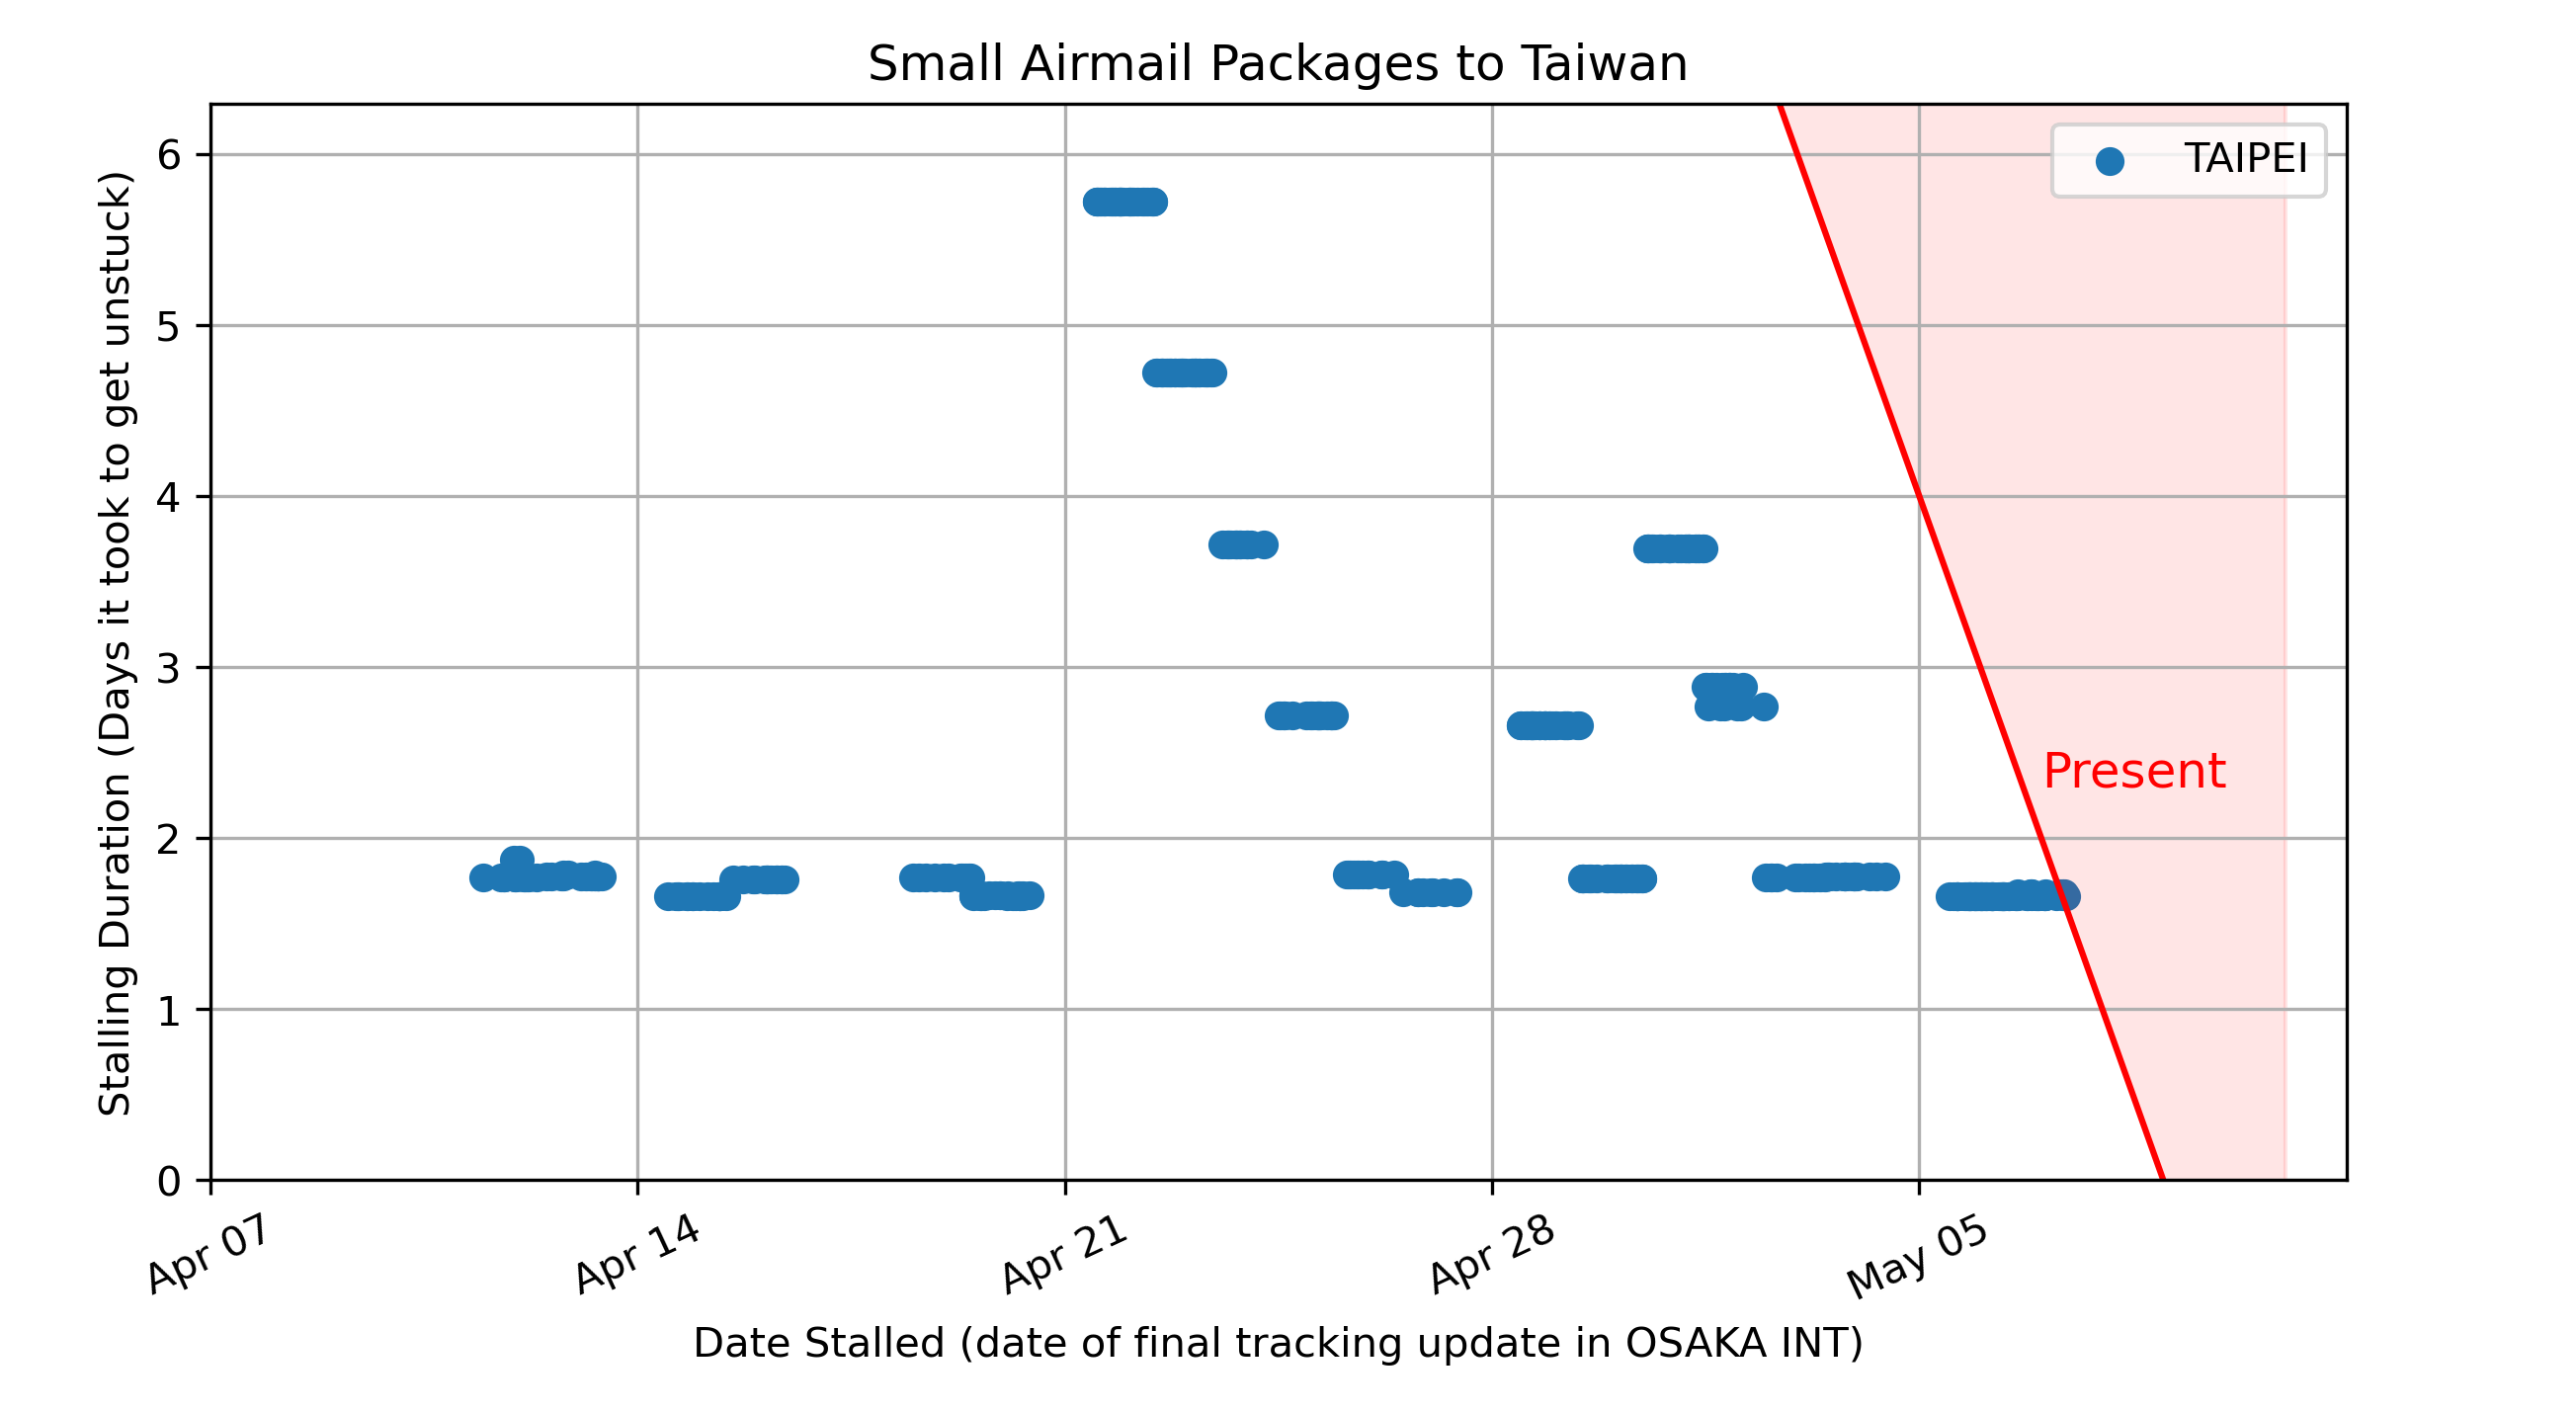 Small Airmail Packages to Taiwan
Stalling Duration (Days it took to get unstuck)
6
5
4
3
2
1
0
TAIPEI
Present
Apr 07
Apr 14
Apr 21
Apr 28
May 05
Date Stalled (date of final tracking update in OSAKA INT)